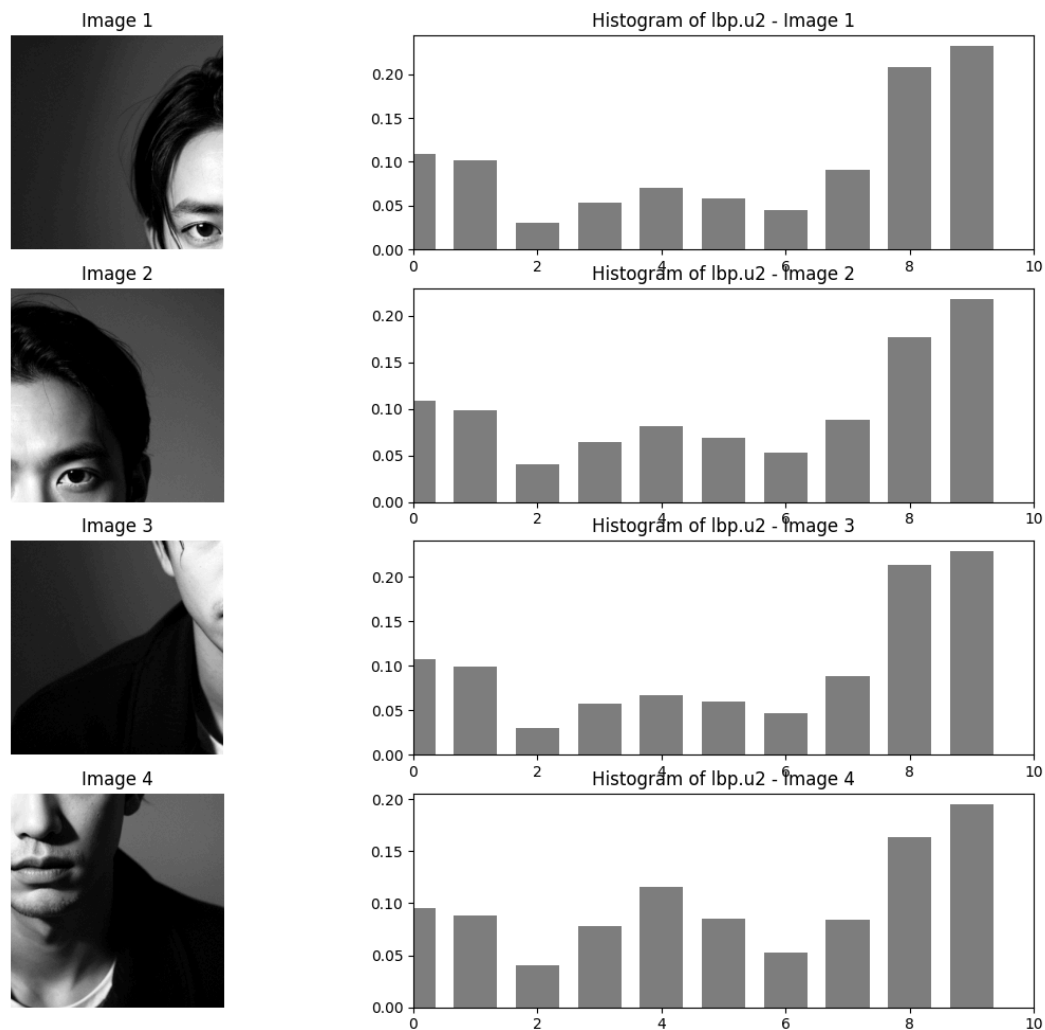 Image 1
Histogram of lbp.u2 - Image 1
0.20
0.15
0.10
0.05
0.00
0 2 4 6 8 10
Image 2
Histogram of lbp.u2 - Image 2
0.20
0.15
0.10
0.05
0.00
0 2 4 6 8 10
Image 3
Histogram of lbp.u2 - Image 3
0.20
0.15
0.10
0.05
0.00
0 2 4 6 8 10
Image 4
Histogram of lbp.u2 - Image 4
0.20
0.15
0.10
0.05
0.00
0 2 4 6 8 10